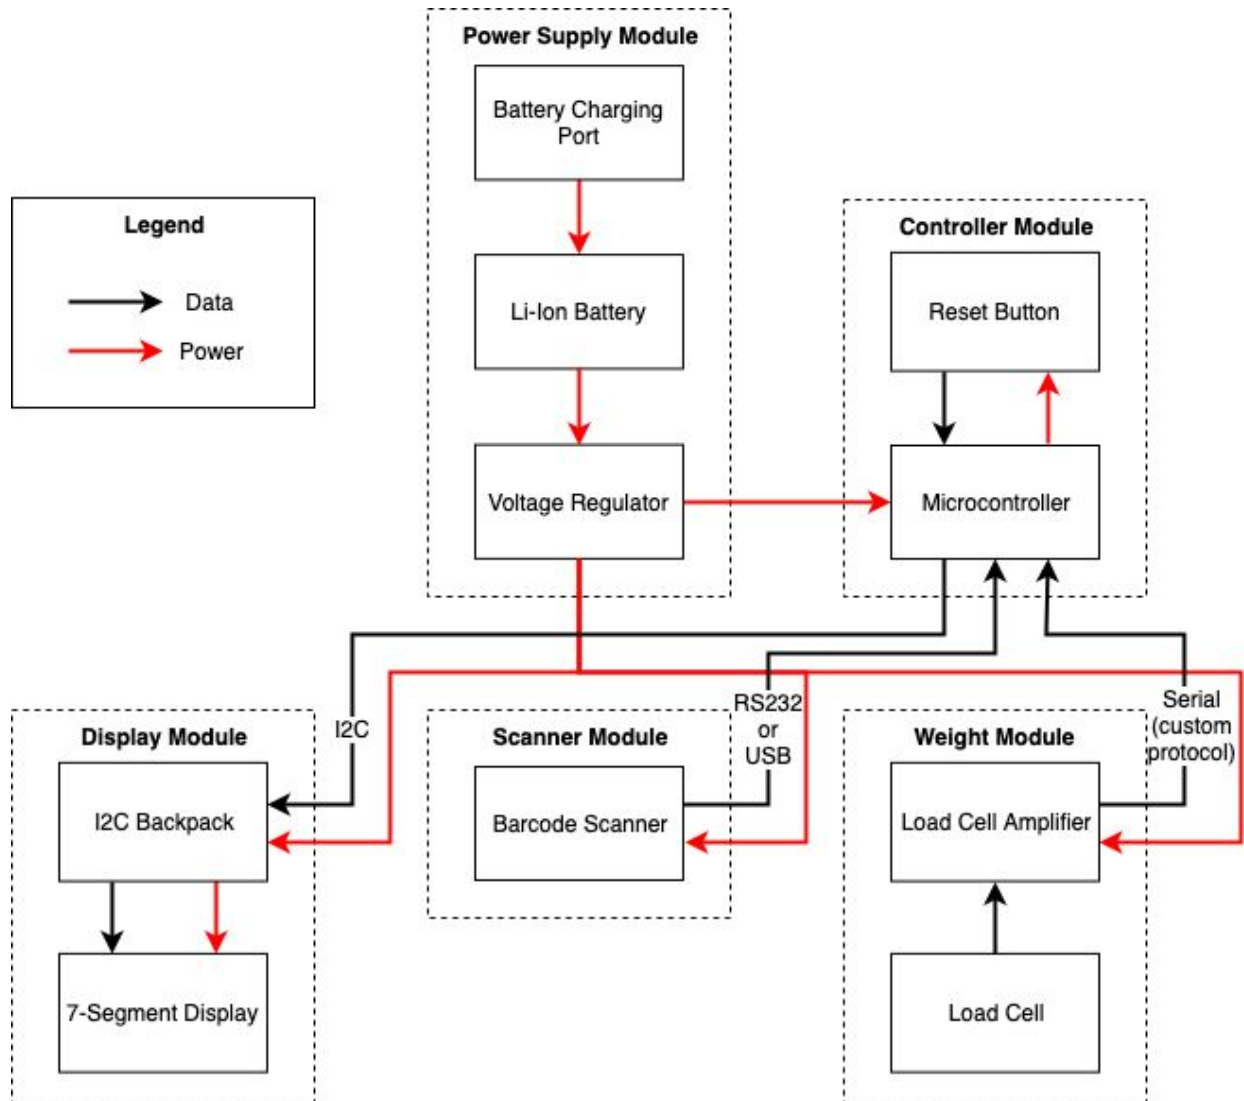 Power Supply Module
Battery Charging
Port
Legend
Data
Power
Li-Ion Battery
Voltage Regulator
Controller Module
Reset Button
Microcontroller
I2C
RS232
or
USB
Serial
(custom
protocol)
Display Module
I2C Backpack
7-Segment Display
Scanner Module
Barcode Scanner
Weight Module
Load Cell Amplifier
Load Cell